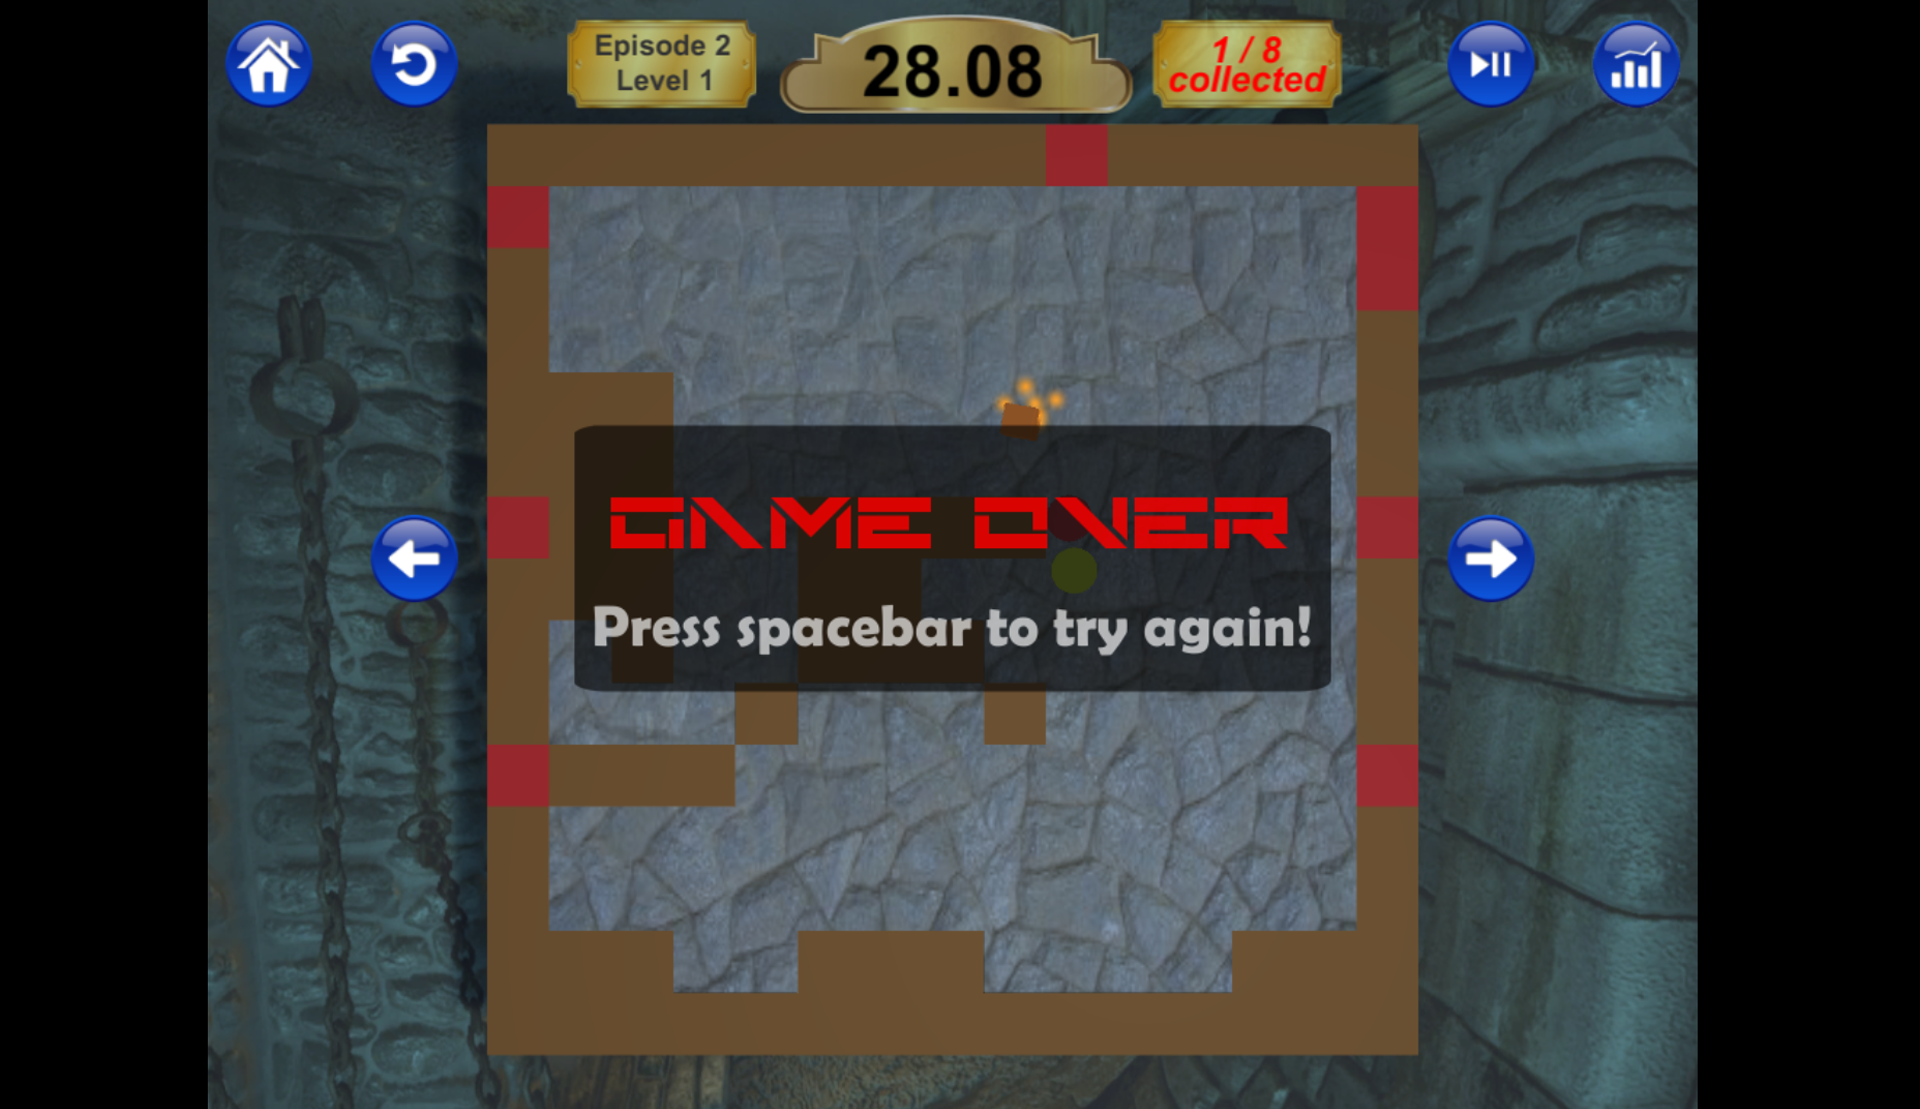 Episode 2
Level 1
28.08
1 / 8
collected
GAME OVER
Press spacebar to try again!